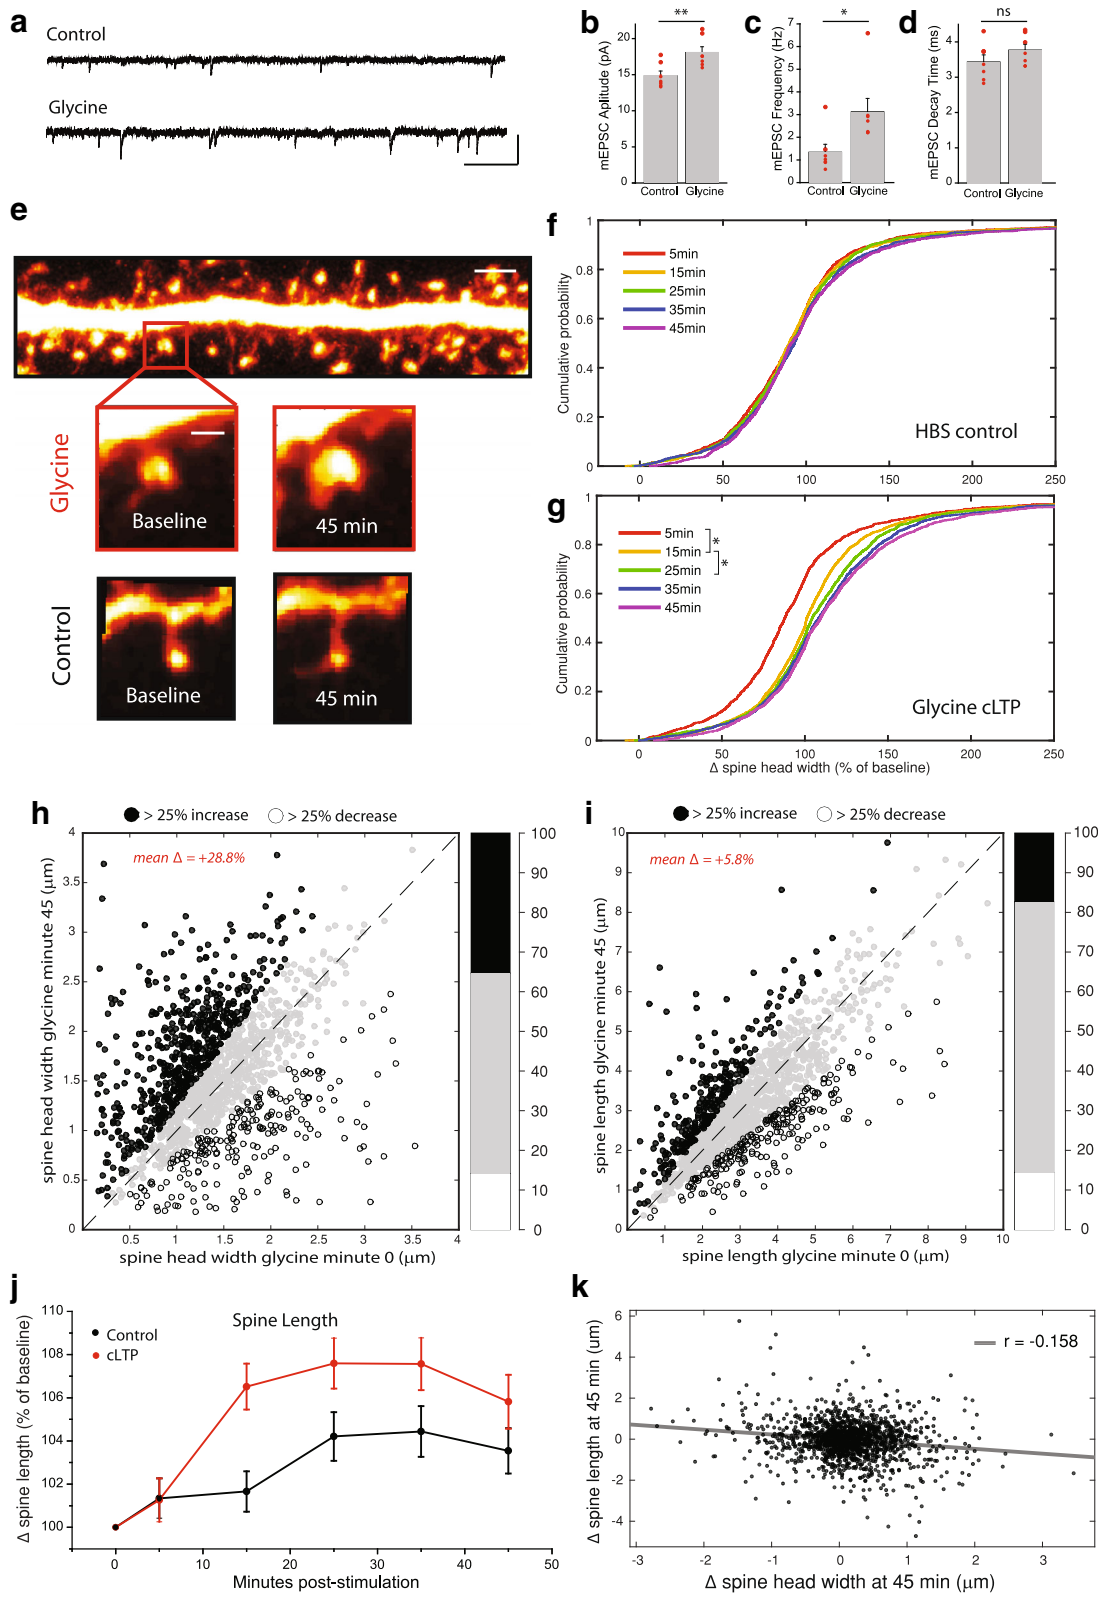 a
Control
Glycine
b
**
mEPSC Aplitude (pA)
20
15
10
5
0
Control Glycine
c
*
mEPSC Frequency (Hz)
7
6
5
4
3
2
1
0
Control Glycine
d
ns
mEPSC Decay Time (ms)
4
3
2
1
0
Control Glycine
e
Glycine
Baseline
45 min
Control
Baseline
45 min
f
Cumulative probability
1
0.8
0.6
0.4
0.2
0
5min
15min
25min
35min
45min
HBS control
0 50 100 150 200 250
g
Cumulative probability
1
0.8
0.6
0.4
0.2
0
5min
15min
25min
35min
45min
*
*
Glycine cLTP
0 50 100 150 200 250
Δ spine head width (% of baseline)
h
> 25% increase > 25% decrease
mean Δ = +28.8%
spine head width glycine minute 45 (μm)
4
3.5
3
2.5
2
1.5
1
0.5
0
0.5 1 1.5 2 2.5 3 3.5 4
spine head width glycine minute 0 (μm)
100
90
80
70
60
50
40
30
20
10
0
i
> 25% increase > 25% decrease
mean Δ = +5.8%
spine length glycine minute 45 (μm)
10
9
8
7
6
5
4
3
2
1
0
1 2 3 4 5 6 7 8 9 10
spine length glycine minute 0 (μm)
100
90
80
70
60
50
40
30
20
10
0
j
Spine Length
Control
cLTP
Δ spine length (% of baseline)
110
108
106
104
102
100
0 10 20 30 40 50
Minutes post-stimulation
k
r = -0.158
Δ spine length at 45 min (um)
6
4
2
0
-2
-4
-3 -2 -1 0 1 2 3
Δ spine head width at 45 min (μm)